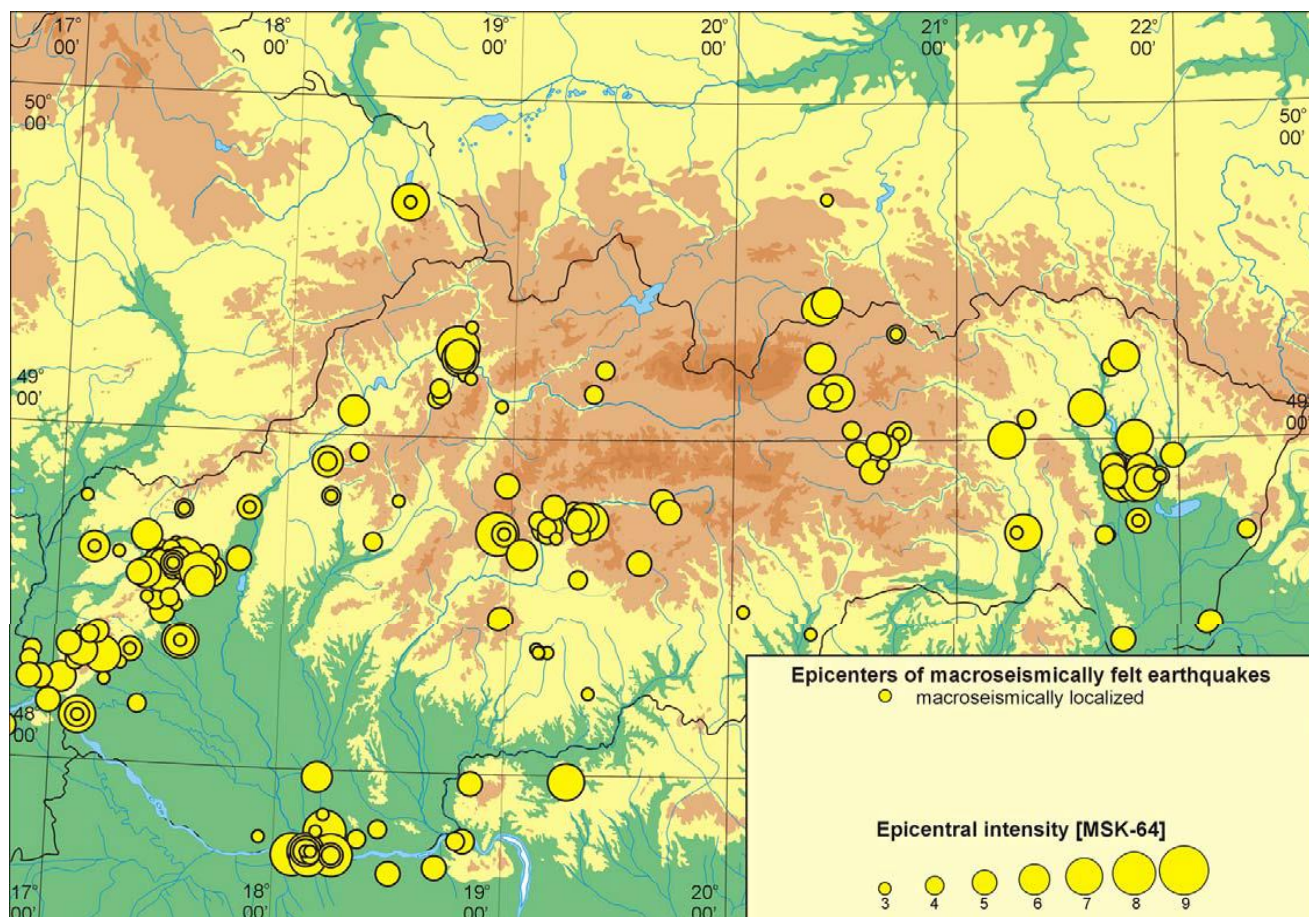 17° 18 19 20 21 22
00' 00' 00' 00' 00' 00'
50° 50
00' 00'
49° 49
00' 00'
48
00'
Epicenters of macroseismically felt earthquakes
macroseismically localized
Epicentral intensity [MSK-64]
3 4 5 6 7 8 9
17° 18 19 20
00' 00' 00' 00'